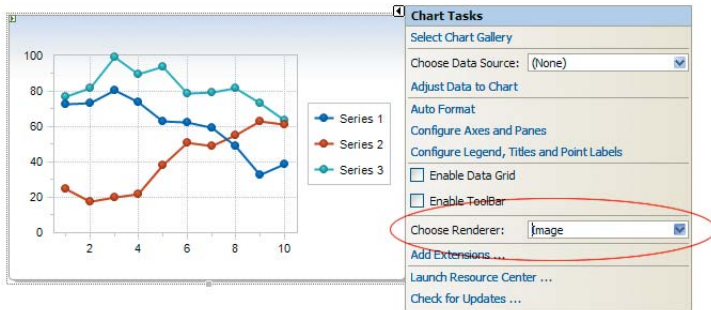 Chart Tasks
Select Chart Gallery
Choose Data Source: (None)
Adjust Data to Chart
Auto Format
Configure Axes and Panes
Configure Legend, Titles and Point Labels
Enable Data Grid
Enable ToolBar
Choose Renderer: Image
Add Extensions ...
Launch Resource Center ...
Check for Updates ...
100
80
60
40
20
0
2 4 6 8 10
Series 1
Series 2
Series 3